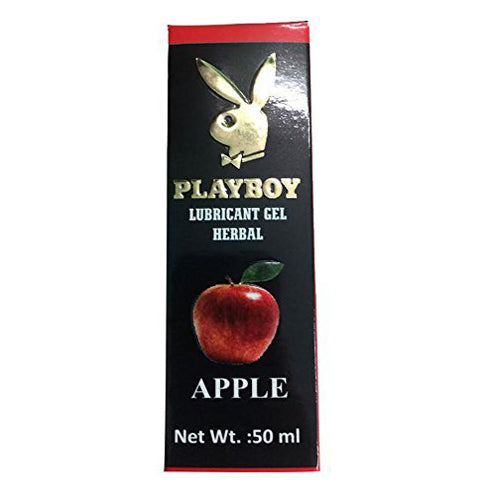 PLAYBOY
LUBRICANT GEL
HERBAL
APPLE
Net Wt. :50 ml